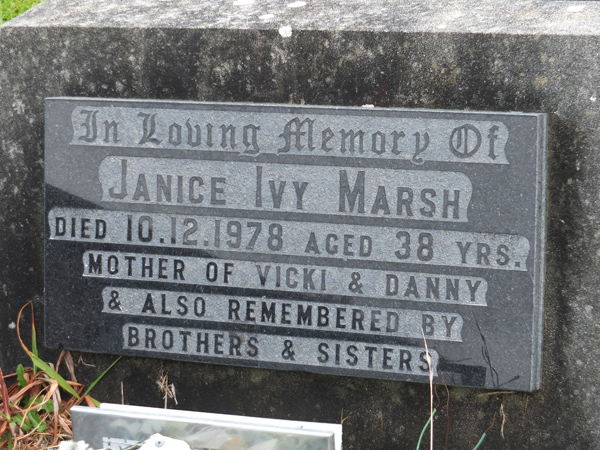 In Loving Memory Of
JANICE IVY MARSH
DIED 10.12.1978 AGED 38 YRS.
MOTHER OF VICKI & DANNY
& ALSO REMEMBERED BY
BROTHERS & SISTERS